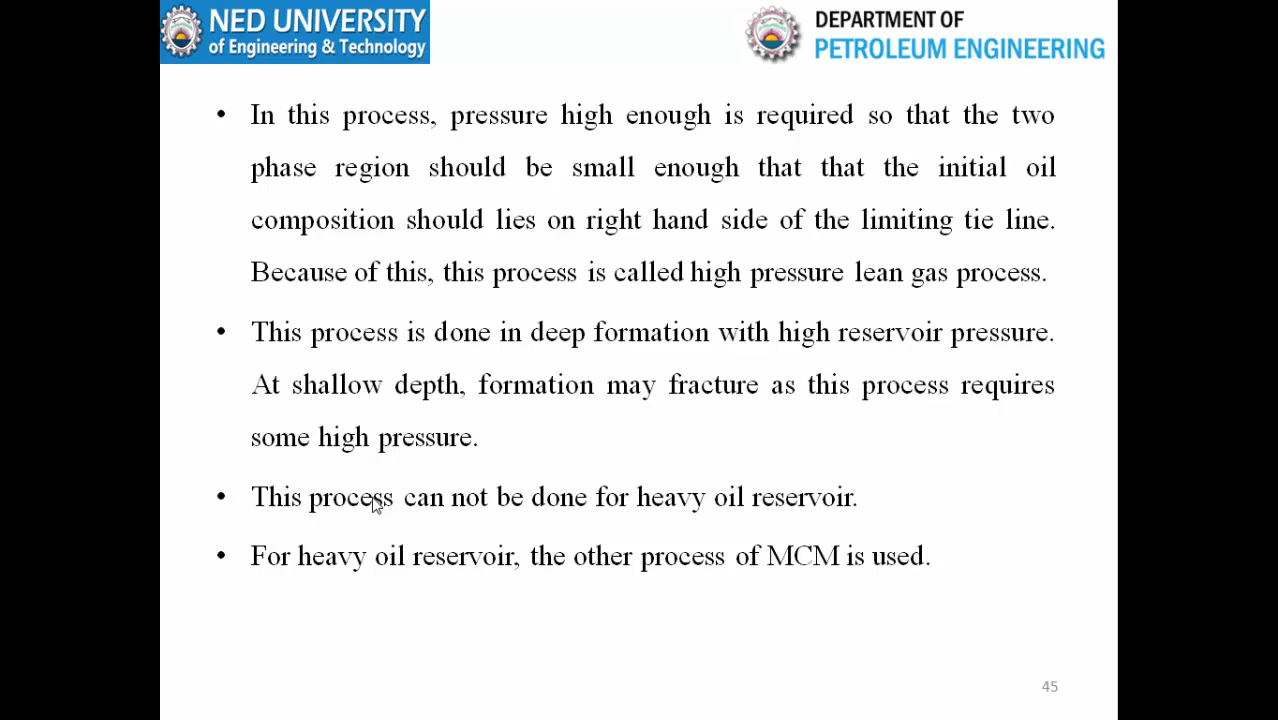 NED UNIVERSITY
of Engineering & Technology
DEPARTMENT OF
PETROLEUM ENGINEERING
• In this process, pressure high enough is required so that the two
phase region should be small enough that that the initial oil
composition should lies on right hand side of the limiting tie line.
Because of this, this process is called high pressure lean gas process.
• This process is done in deep formation with high reservoir pressure.
At shallow depth, formation may fracture as this process requires
some high pressure.
• This process can not be done for heavy oil reservoir.
• For heavy oil reservoir, the other process of MCM is used.
45